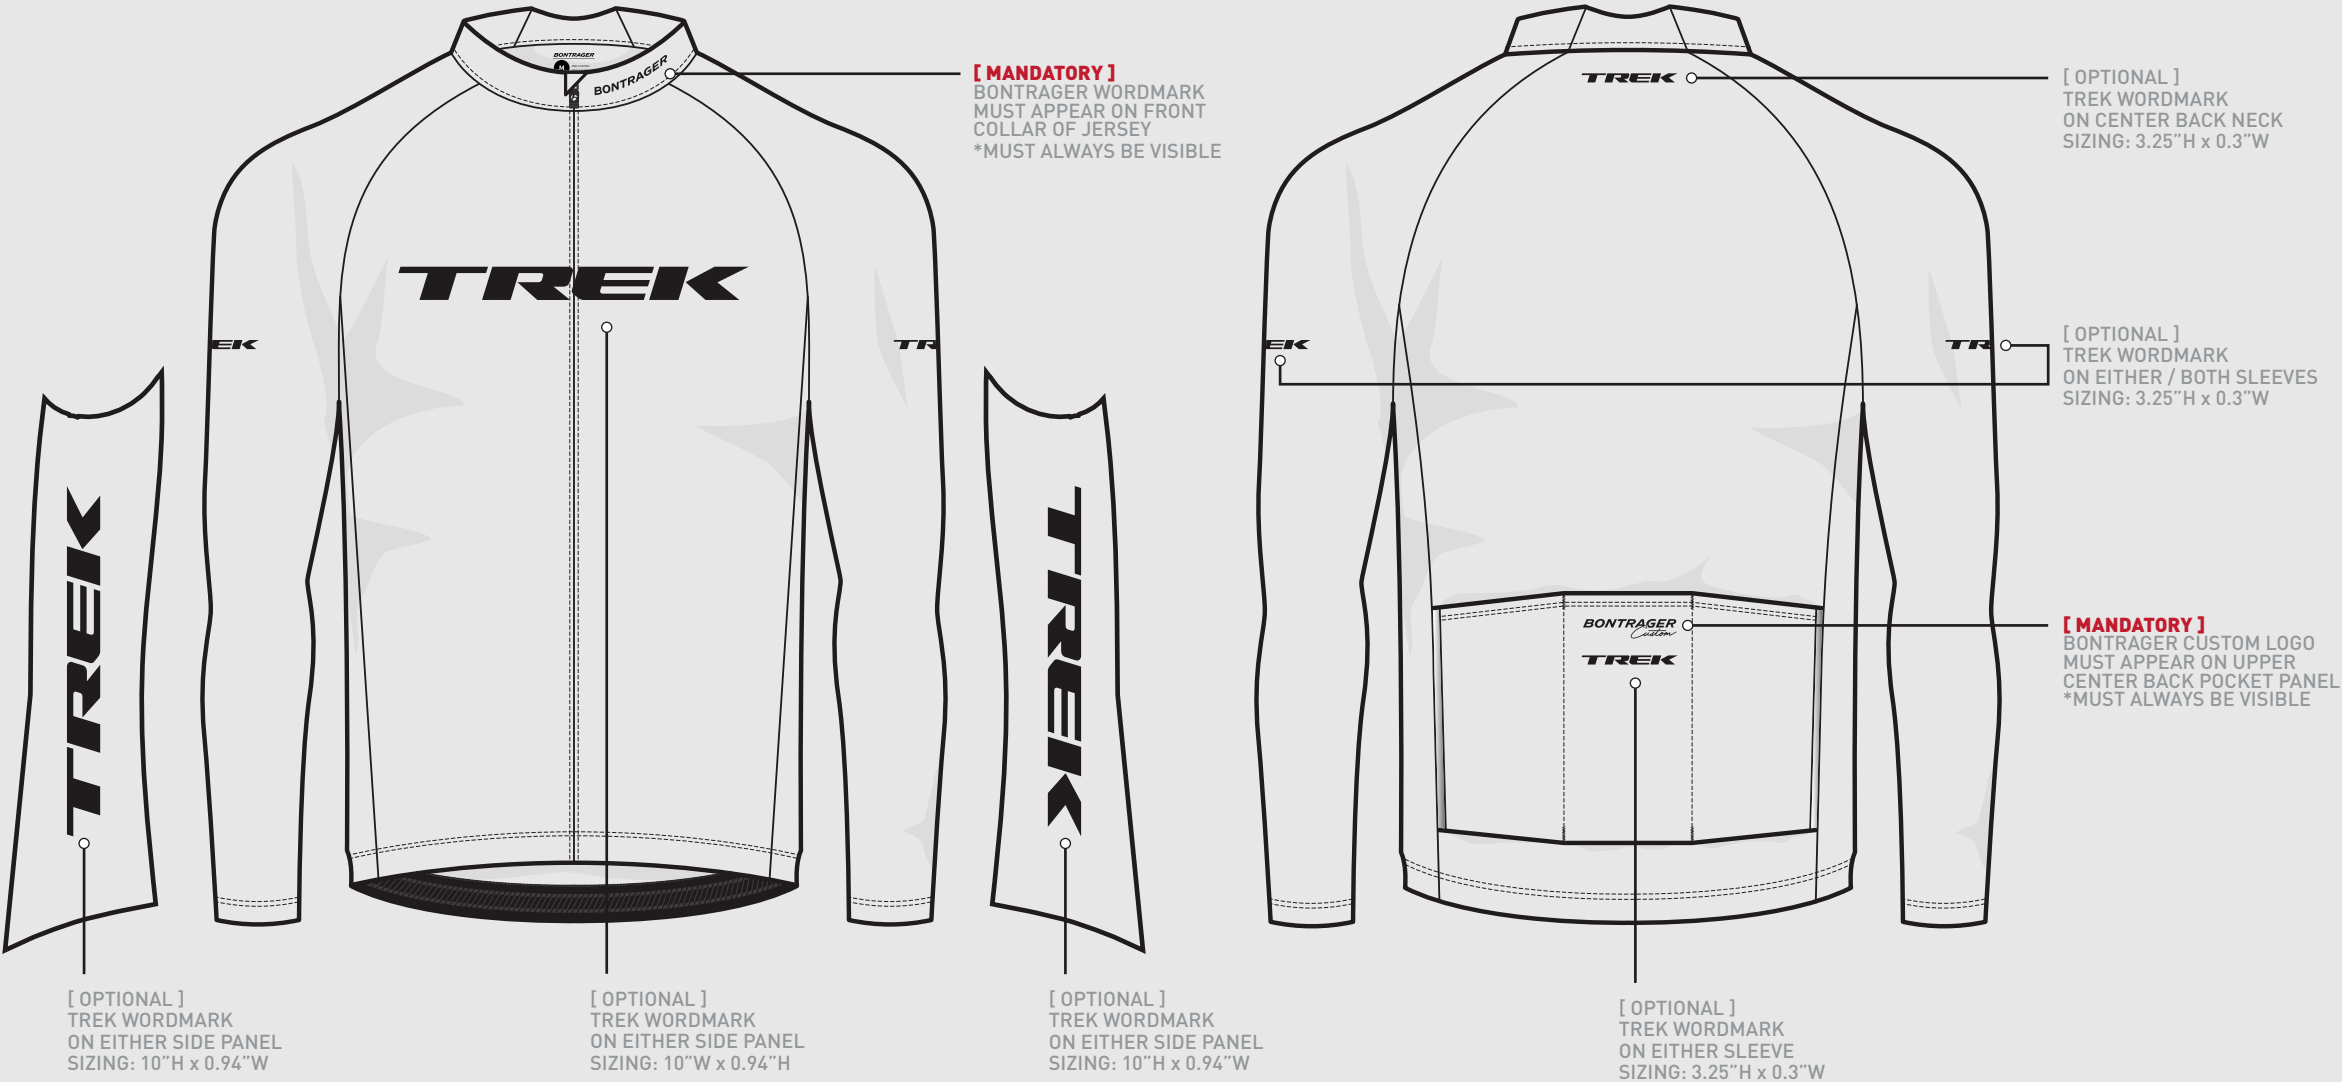 BONTRAGER
M
BONTRAGER
[ MANDATORY ]
BONTRAGER WORDMARK
MUST APPEAR ON FRONT
COLLAR OF JERSEY
*MUST ALWAYS BE VISIBLE
TREK
[ OPTIONAL ]
TREK WORDMARK
ON CENTER BACK NECK
SIZING: 3.25”H x 0.3”W
TREK
EK
TR
EK
TR
[ OPTIONAL ]
TREK WORDMARK
ON EITHER / BOTH SLEEVES
SIZING: 3.25”H x 0.3”W
TREK
TREK
BONTRAGER
Custom
TREK
[ MANDATORY ]
BONTRAGER CUSTOM LOGO
MUST APPEAR ON UPPER
CENTER BACK POCKET PANEL
*MUST ALWAYS BE VISIBLE
[ OPTIONAL ]
TREK WORDMARK
ON EITHER SIDE PANEL
SIZING: 10”H x 0.94”W
[ OPTIONAL ]
TREK WORDMARK
ON EITHER SIDE PANEL
SIZING: 10”W x 0.94”H
[ OPTIONAL ]
TREK WORDMARK
ON EITHER SIDE PANEL
SIZING: 10”H x 0.94”W
[ OPTIONAL ]
TREK WORDMARK
ON EITHER SLEEVE
SIZING: 3.25”H x 0.3”W